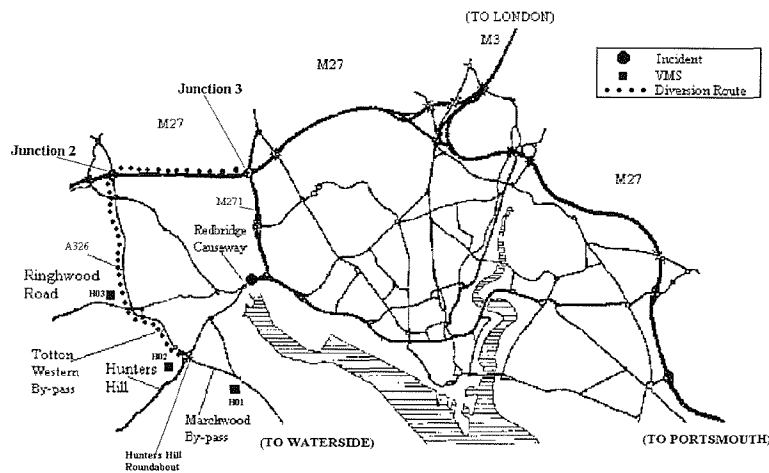 (TO LONDON)
M3
M27
Incident
VMS
Diversion Route
Junction 3
M27
Junction 2
M27
M271
Redbridge
Causeway
A326
Ringhwood
Road
H03
Totton
Western
By-pass
H02
Hunters
Hill
H01
Marchwood
By-pass
(TO WATERSIDE)
(TO PORTSMOUTH)
Hunters Hill
Roundabout